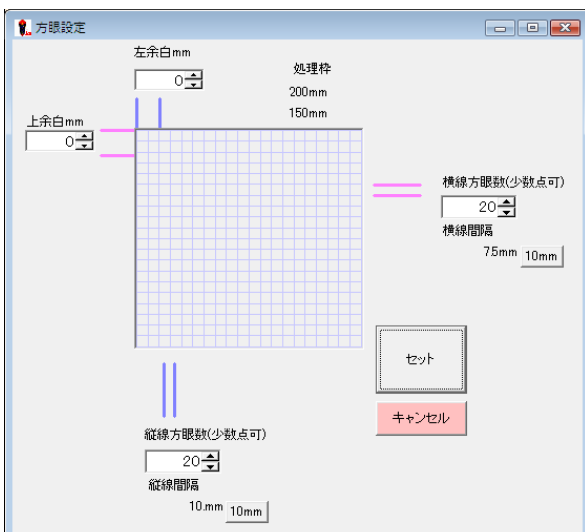 方眼設定
左余白mm
0
処理枠
200mm
150mm
上余白mm
0
横線方眼数(少数点可)
20
横線間隔
7.5mm 10mm
セット
キャンセル
縦線方眼数(少数点可)
20
縦線間隔
10.mm 10mm